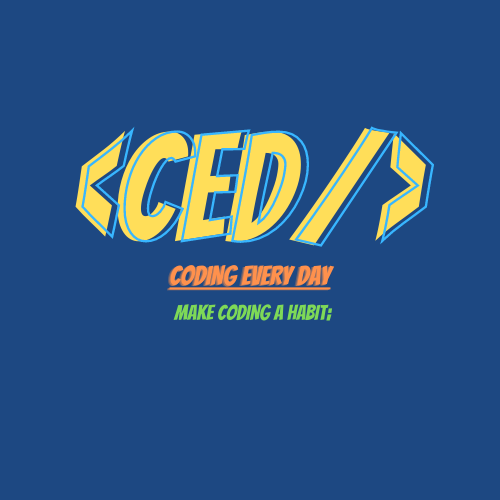 <CED/>
CODING EVERY DAY
MAKE CODING A HABIT;